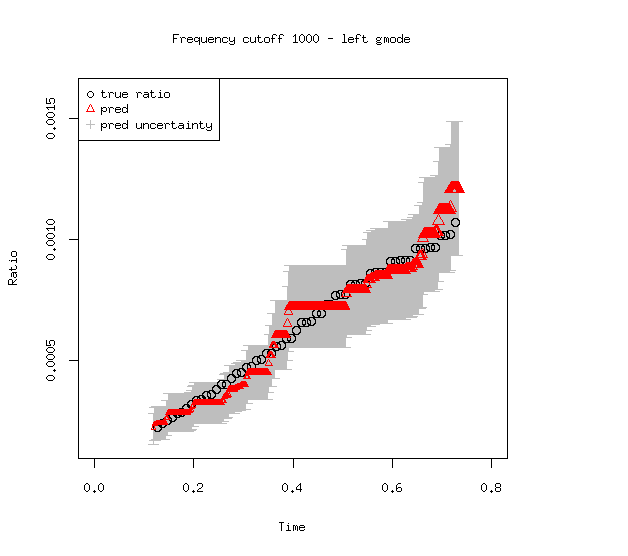 Frequency cutoff 1000 - left gmode
true ratio
pred
pred uncertainty
0.0015
0.0010
0.0005
Ratio
0.0 0.2 0.4 0.6 0.8
Time